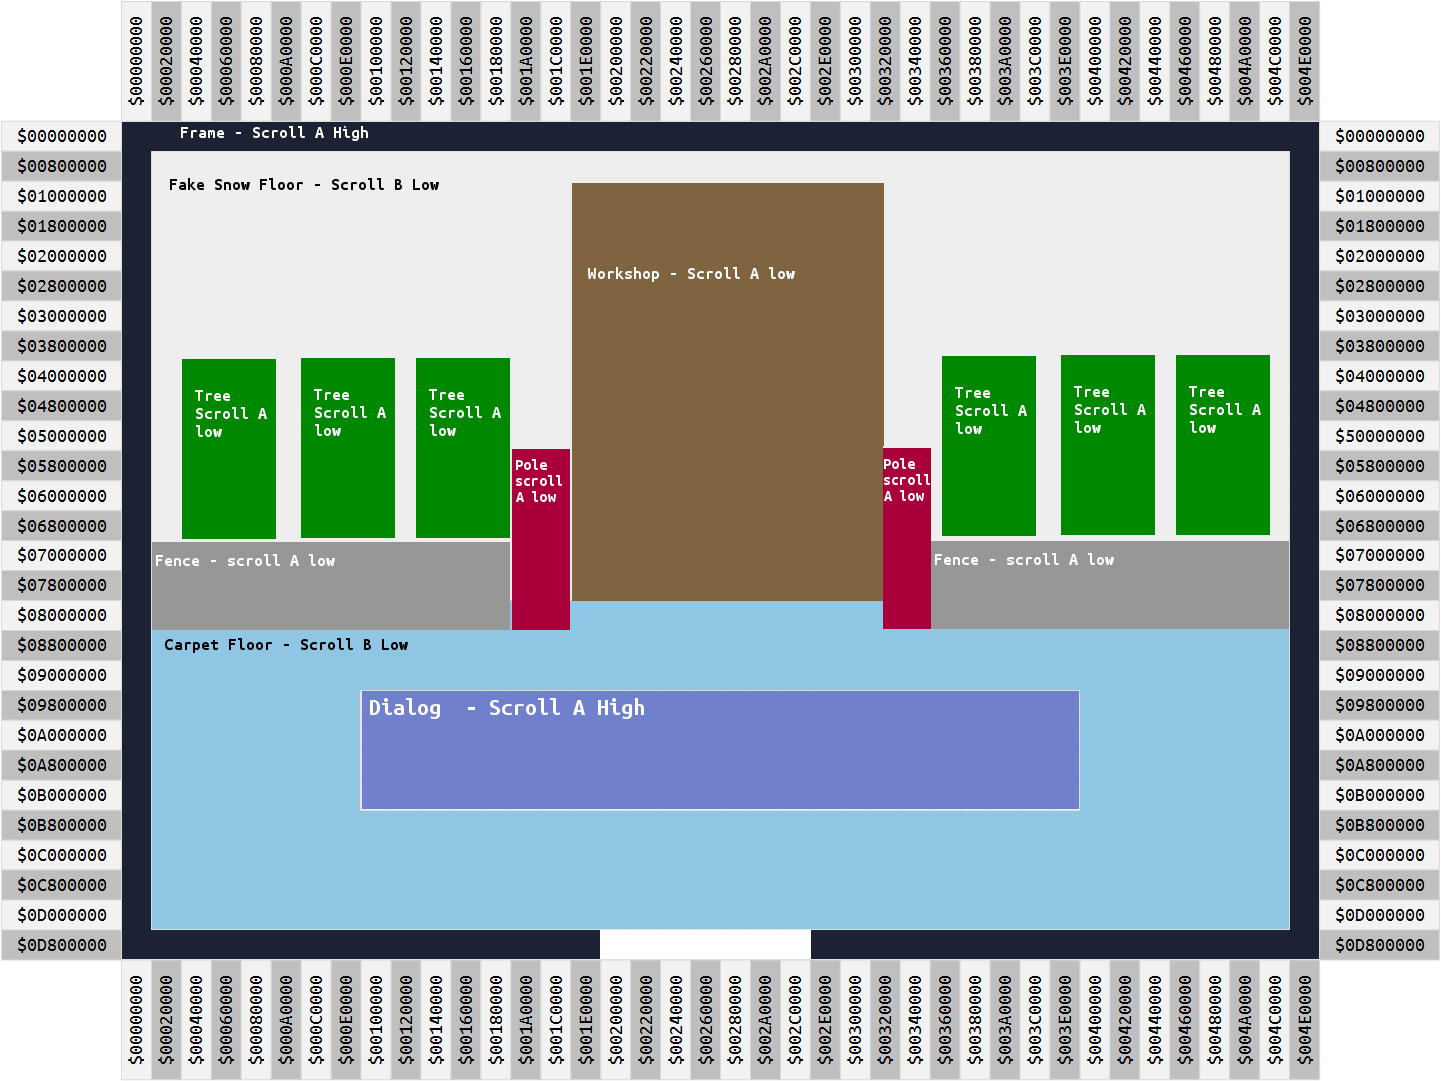 $00000000
$00020000
$00040000
$00060000
$00080000
$000A0000
$000C0000
$000E0000
$00100000
$00120000
$00140000
$00160000
$00180000
$001A0000
$001C0000
$001E0000
$00200000
$00220000
$00240000
$00260000
$00280000
$002A0000
$002C0000
$002E0000
$00300000
$00320000
$00340000
$00360000
$00380000
$003A0000
$003C0000
$003E0000
$00400000
$00420000
$00440000
$00460000
$00480000
$004A0000
$004C0000
$004E0000
$00000000
$00800000
$01000000
$01800000
$02000000
$02800000
$03000000
$03800000
$04000000
$04800000
$05000000
$05800000
$06000000
$06800000
$07000000
$07800000
$08000000
$08800000
$09000000
$09800000
$0A000000
$0A800000
$0B000000
$0B800000
$0C000000
$0C800000
$0D000000
$0D800000
Frame - Scroll A High
Fake Snow Floor - Scroll B Low
Workshop - Scroll A low
Tree
Scroll A
low
Tree
Scroll A
low
Tree
Scroll A
low
Pole
scroll
A low
Pole
scroll
A low
Tree
Scroll A
low
Tree
Scroll A
low
Tree
Scroll A
low
Fence - scroll A low
Fence - scroll A low
Carpet Floor - Scroll B Low
Dialog  - Scroll A High
$00000000
$00800000
$01000000
$01800000
$02000000
$02800000
$03000000
$03800000
$04000000
$04800000
$50000000
$05800000
$06000000
$06800000
$07000000
$07800000
$08000000
$08800000
$09000000
$09800000
$0A000000
$0A800000
$0B000000
$0B800000
$0C000000
$0C800000
$0D000000
$0D800000
$00000000
$00020000
$00040000
$00060000
$00080000
$000A0000
$000C0000
$000E0000
$00100000
$00120000
$00140000
$00160000
$00180000
$001A0000
$001C0000
$001E0000
$00200000
$00220000
$00240000
$00260000
$00280000
$002A0000
$002C0000
$002E0000
$00300000
$00320000
$00340000
$00360000
$00380000
$003A0000
$003C0000
$003E0000
$00400000
$00420000
$00440000
$00460000
$00480000
$004A0000
$004C0000
$004E0000